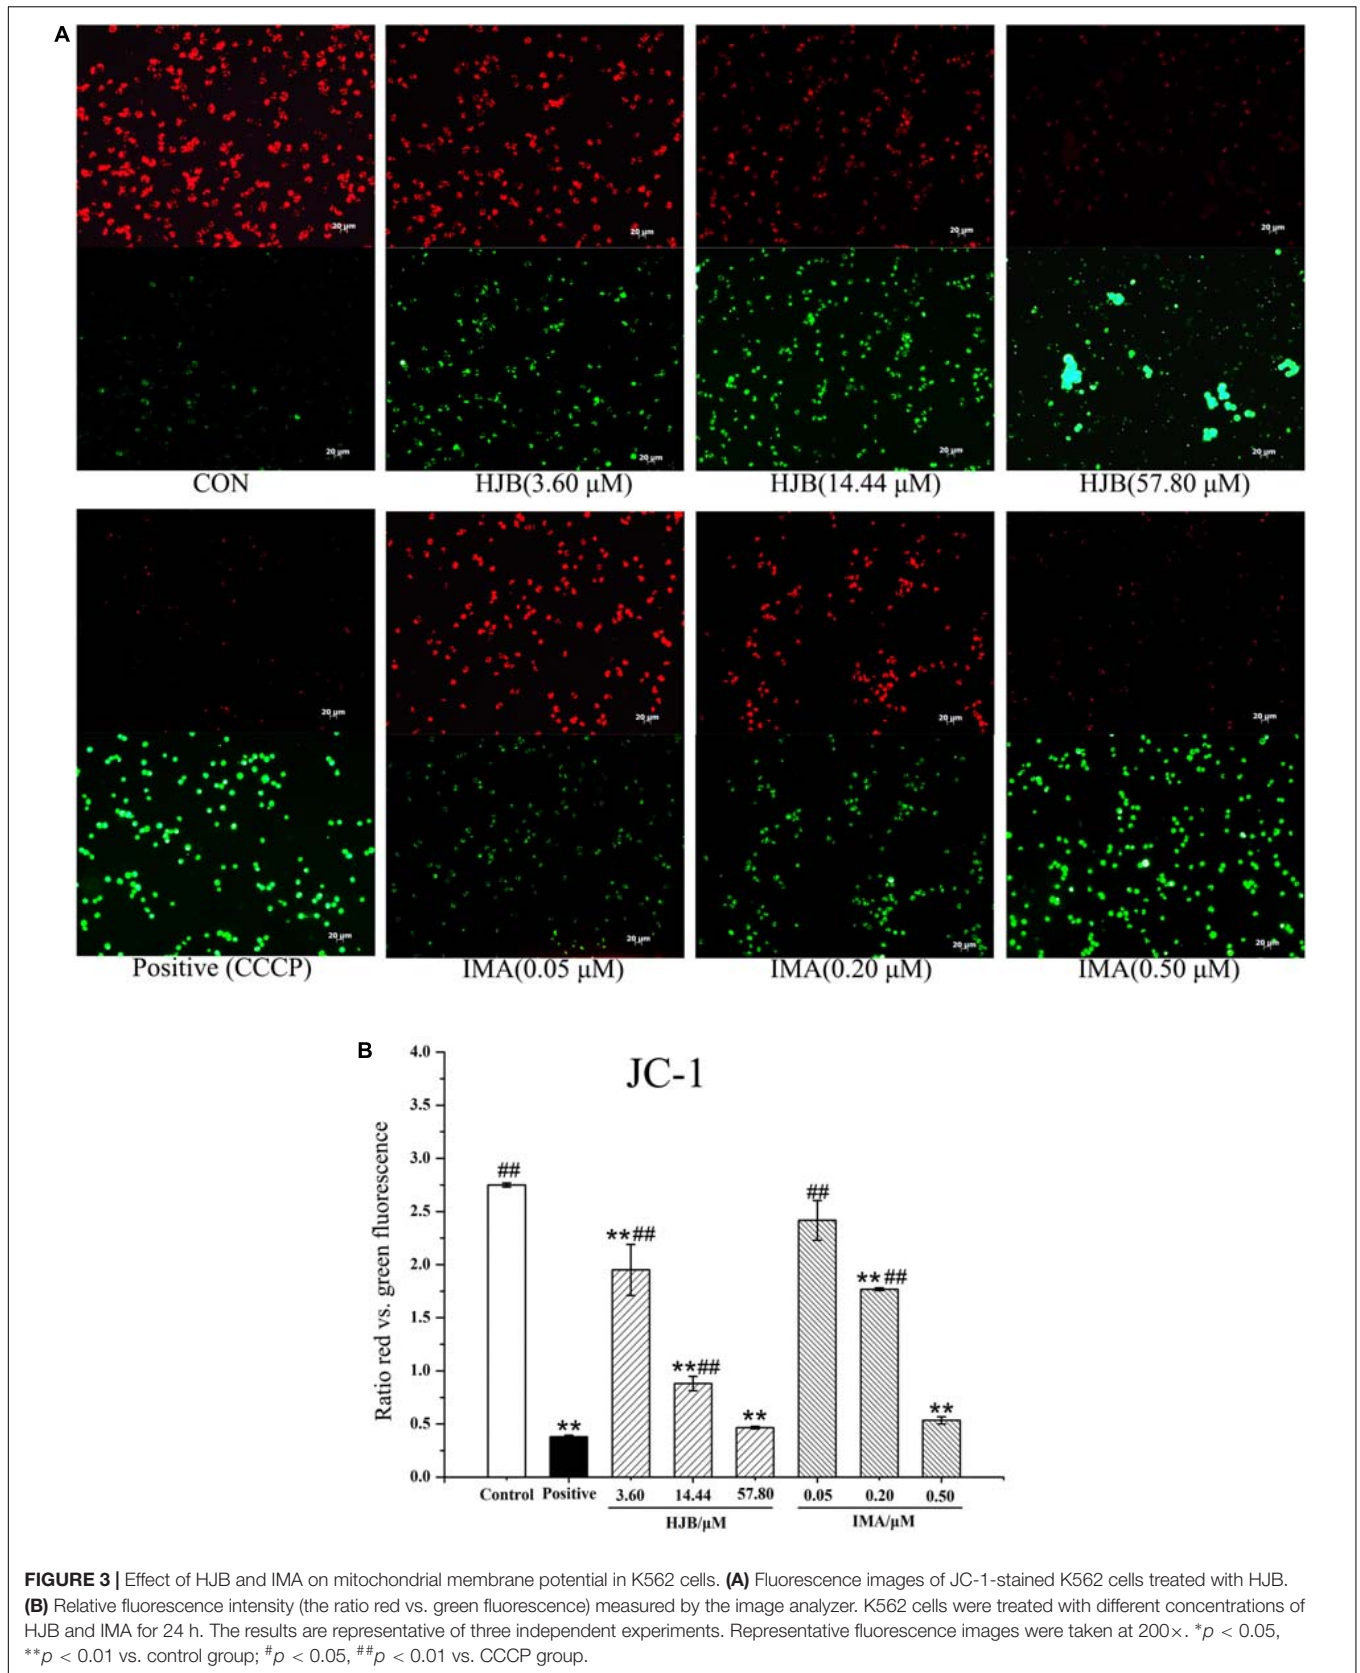 A
20 μm
20 μm
20 μm
20 μm
20 μm
20 μm
20 μm
20 μm
CON
HJB(3.60 μM)
HJB(14.44 μM)
HJB(57.80 μM)
20 μm
20 μm
20 μm
20 μm
20 μm
20 μm
20 μm
20 μm
Positive (CCCP)
IMA(0.05 μM)
IMA(0.20 μM)
IMA(0.50 μM)
B
JC-1
Ratio red vs. green fluorescence
4.0
3.5
3.0
2.5
2.0
1.5
1.0
0.5
0.0
##
**
**##
**##
**
##
**##
**
Control Positive 3.60 14.44 57.80 0.05 0.20 0.50
HJB/μM IMA/μM
FIGURE 3 | Effect of HJB and IMA on mitochondrial membrane potential in K562 cells. (A) Fluorescence images of JC-1-stained K562 cells treated with HJB.
(B) Relative fluorescence intensity (the ratio red vs. green fluorescence) measured by the image analyzer. K562 cells were treated with different concentrations of
HJB and IMA for 24 h. The results are representative of three independent experiments. Representative fluorescence images were taken at 200×. *p < 0.05,
**p < 0.01 vs. control group; #p < 0.05, ##p < 0.01 vs. CCCP group.